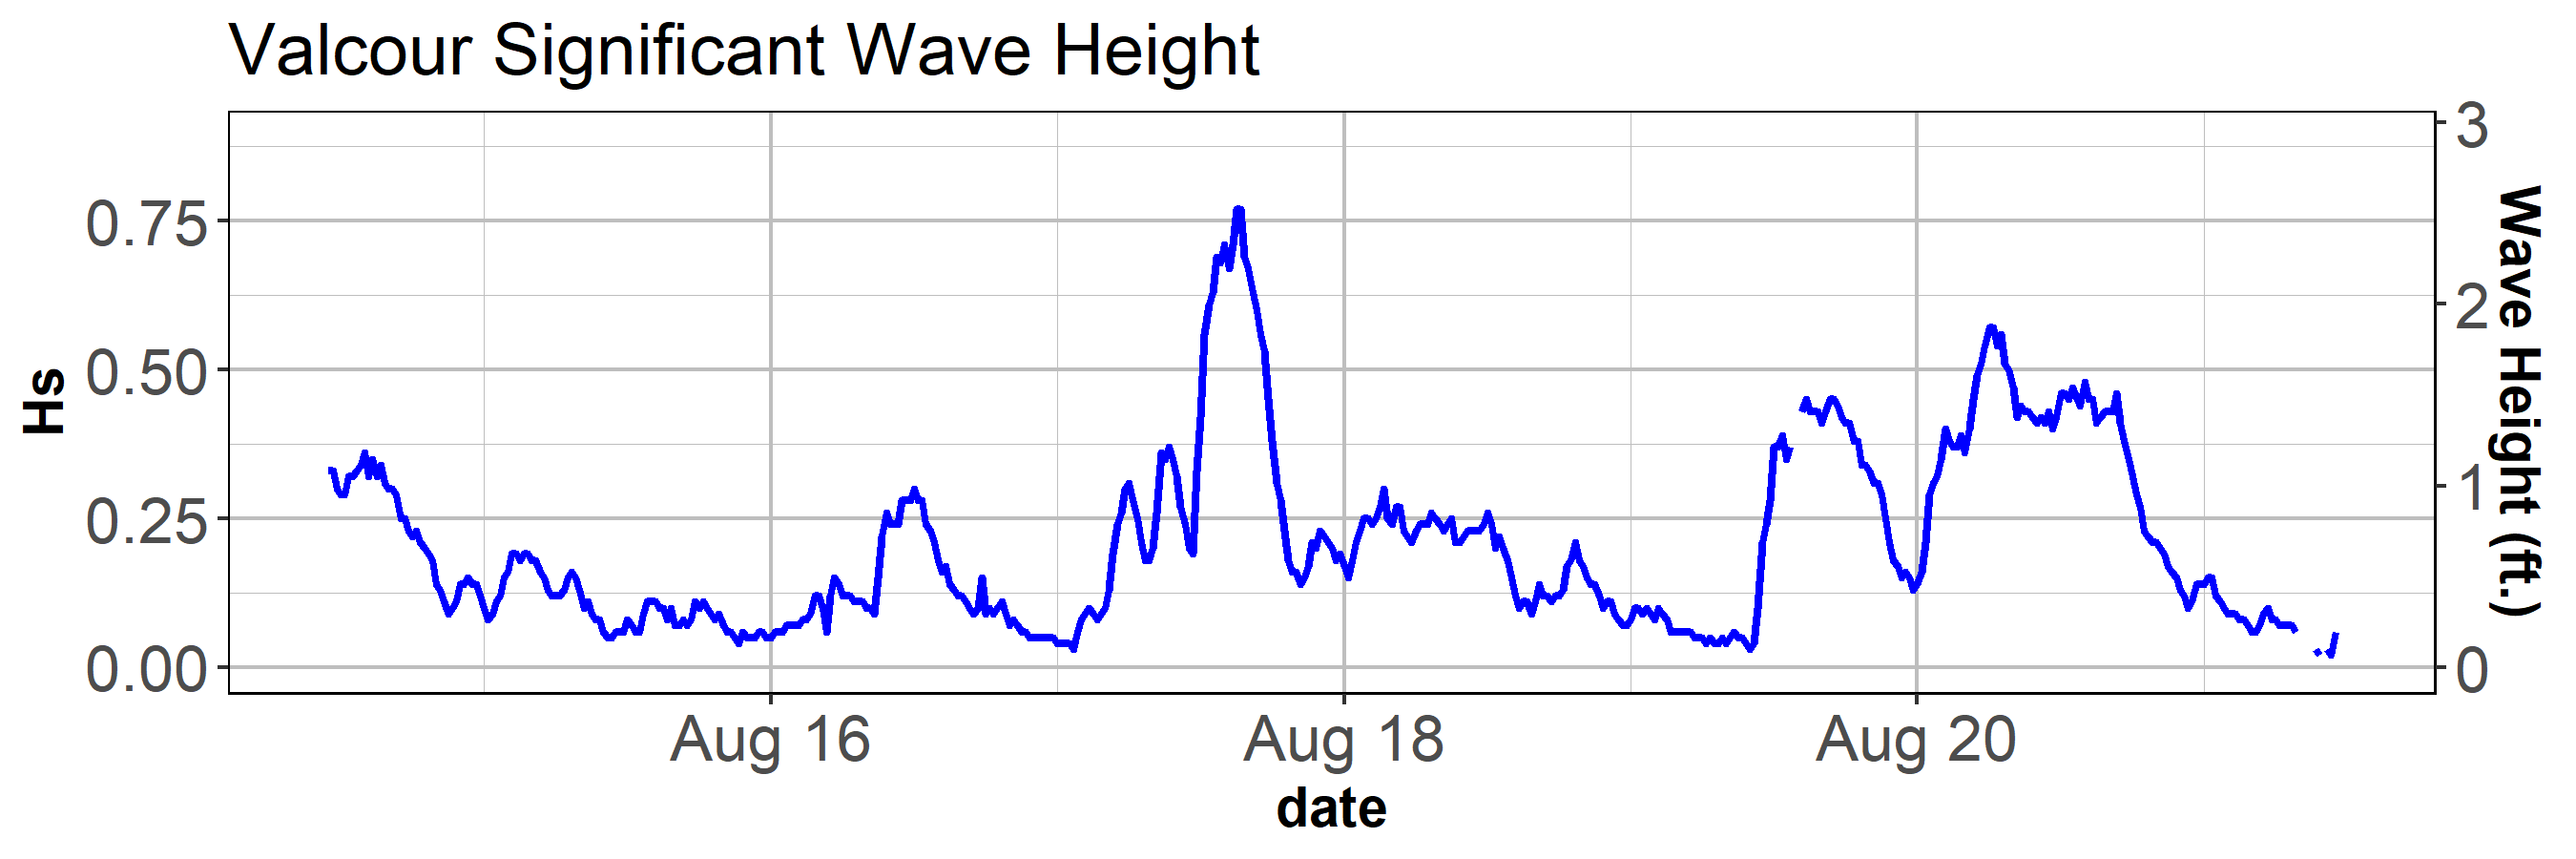 Valcour Significant Wave Height
Hs
0.75
0.50
0.25
0.00
3
2
1
0
Wave Height (ft.)
Aug 16
Aug 18
Aug 20
date